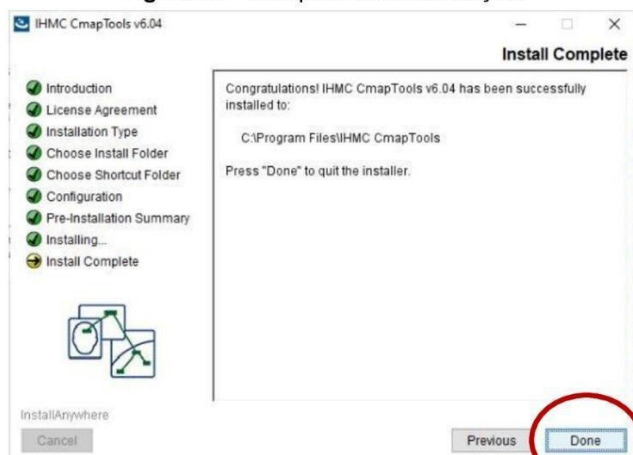 IHMC CmapTools v6.04
Install Complete
Introduction
License Agreement
Installation Type
Choose Install Folder
Choose Shortcut Folder
Configuration
Pre-Installation Summary
Installing...
Install Complete
Congratulations! IHMC CmapTools v6.04 has been successfully
installed to:
C:\Program Files\IHMC CmapTools
Press "Done" to quit the installer.
InstallAnywhere
Cancel
Previous
Done